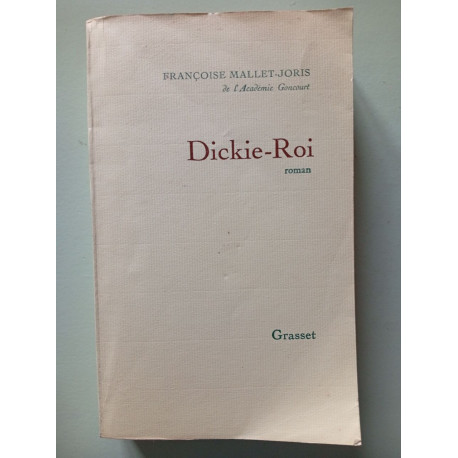 FRANÇOISE MALLET-JORIS
de l'Académie Goncourt
Dickie-Roi
roman
Grasset